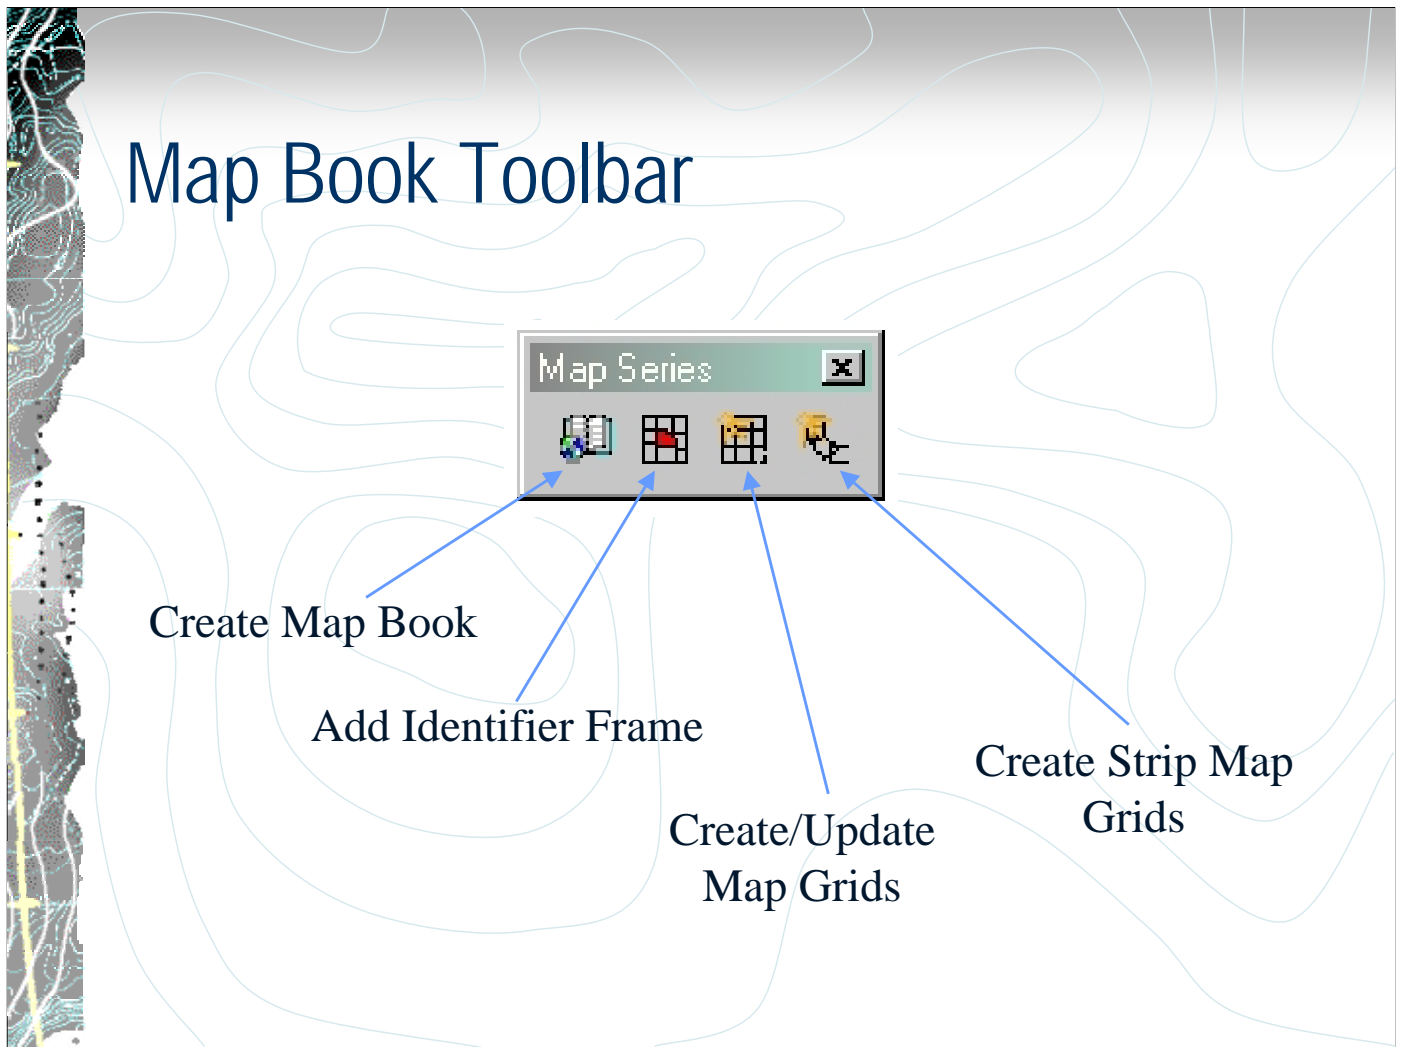 Map Book Toolbar
Map Series
Create Map Book
Add Identifier Frame
Create Strip Map
Grids
Create/Update
Map Grids